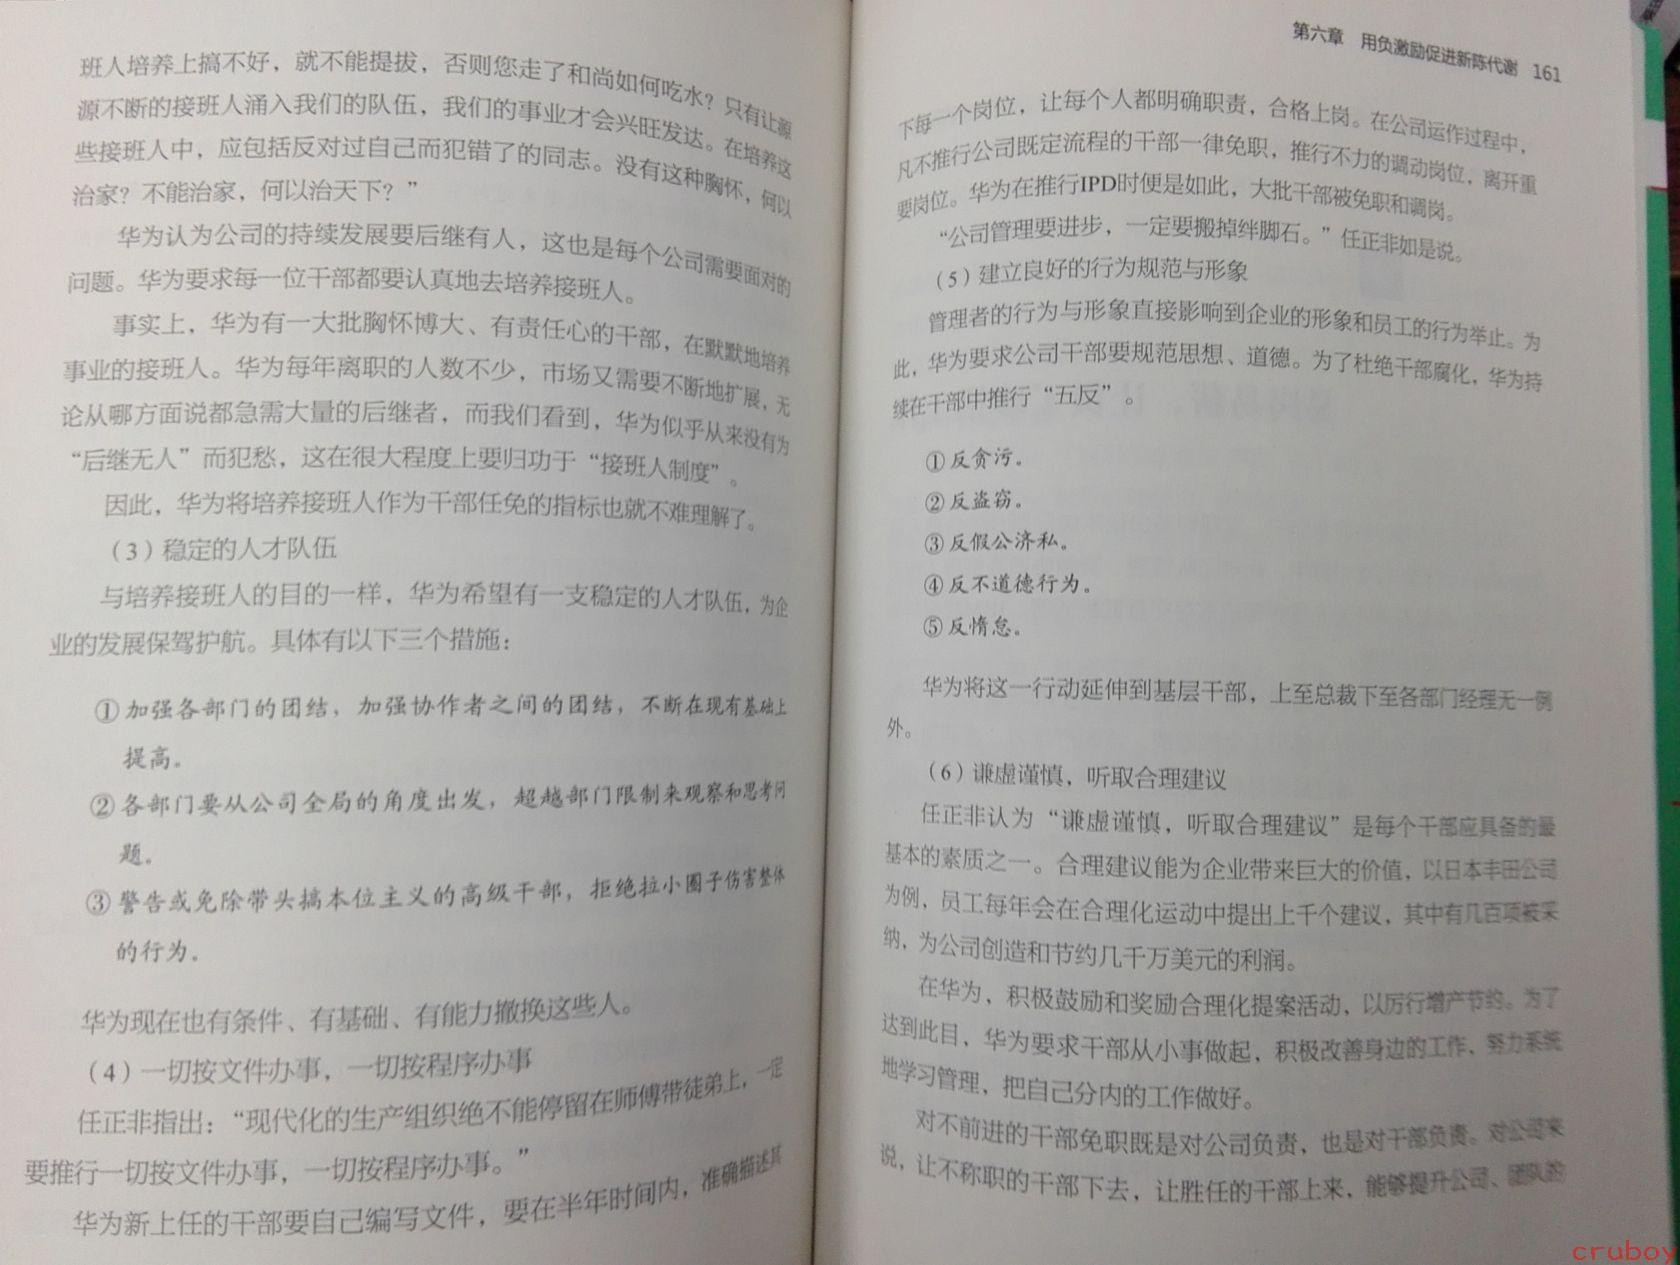 班人培养上搞不好，就不能提拔，否则您走了和尚如何吃水？只有让源
源不断的接班人涌入我们的队伍，我们的事业才会兴旺发达。在培养这
些接班人中，应包括反对过自己而犯错了的同志。没有这种胸怀，何以
治家？不能治家，何以治天下？”
华为认为公司的持续发展要后继有人，这也是每个公司需要面对的
问题。华为要求每一位干部都要认真地去培养接班人。
事实上，华为有一大批胸怀博大、有责任心的干部，在默默地培养
事业的接班人。华为每年离职的人数不少，市场又需要不断地扩展，无
论从哪方面说都急需大量的后继者，而我们看到，华为似乎从来没有为
“后继无人”而犯愁，这在很大程度上要归功于“接班人制度”。
因此，华为将培养接班人作为干部任免的指标也就不难理解了。
（3）稳定的人才队伍
与培养接班人的目的一样，华为希望有一支稳定的人才队伍，为企
业的发展保驾护航。具体有以下三个措施：
①加强各部门的团结，加强协作者之间的团结，不断在现有基础上
提高。
②各部门要从公司全局的角度出发，超越部门限制来观察和思考问
题。
③警告或免除带头搞本位主义的高级干部，拒绝拉小圈子伤害整体
的行为。
华为现在也有条件、有基础、有能力撤换这些人。
（4）一切按文件办事，一切按程序办事
任正非指出：“现代化的生产组织绝不能停留在师傅带徒弟上，一定
要推行一切按文件办事，一切按程序办事。”
华为新上任的干部要自己编写文件，要在半年时间内，准确描述其
第六章 用负激励促进新陈代谢 161
下每一个岗位，让每个人都明确职责，合格上岗。在公司运作过程中，
凡不推行公司既定流程的干部一律免职，推行不力的调动岗位，离开重
要岗位。华为在推行IPD时便是如此，大批干部被免职和调岗。
“公司管理要进步，一定要搬掉绊脚石。”任正非如是说。
（5）建立良好的行为规范与形象
管理者的行为与形象直接影响到企业的形象和员工的行为举止。为
此，华为要求公司干部要规范思想、道德。为了杜绝干部腐化，华为持
续在干部中推行“五反”。
①反贪污。
②反盗窃。
③反假公济私。
④反不道德行为。
⑤反惰怠。
华为将这一行动延伸到基层干部，上至总裁下至各部门经理无一例
外。
（6）谦虚谨慎，听取合理建议
任正非认为“谦虚谨慎，听取合理建议”是每个干部应具备的最
基本的素质之一。合理建议能为企业带来巨大的价值，以日本丰田公司
为例，员工每年会在合理化运动中提出上千个建议，其中有几百项被采
纳，为公司创造和节约几千万美元的利润。
在华为，积极鼓励和奖励合理化提案活动，以厉行增产节约。为了
达到此目，华为要求干部从小事做起，积极改善身边的工作，努力系统
地学习管理，把自己分内的工作做好。
对不前进的干部免职既是对公司负责，也是对干部负责。对公司来
说，让不称职的干部下去，让胜任的干部上来，能够提升公司、团队的
cruboy